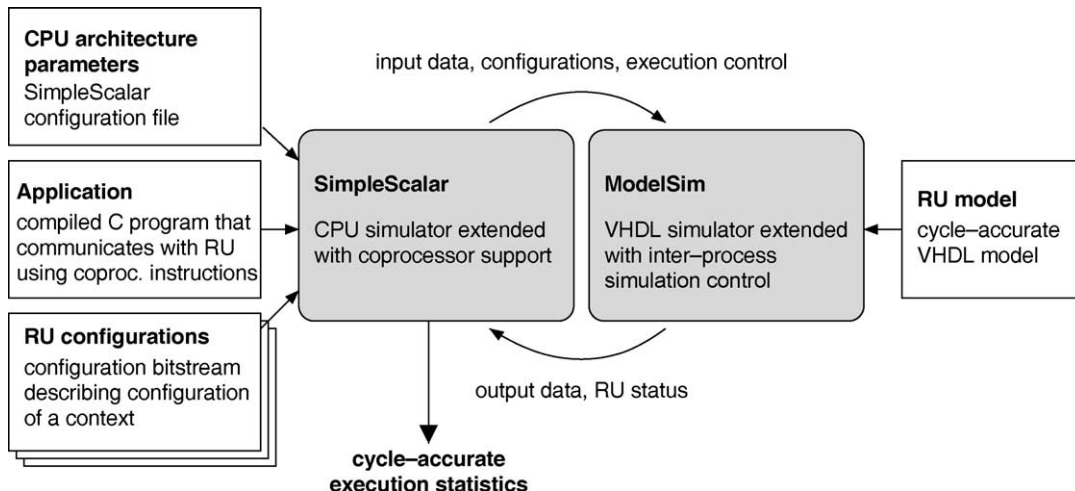 CPU architecture
parameters
SimpleScalar
configuration file
input data, configurations, execution control
Application
compiled C program that
communicates with RU
using coproc. instructions
SimpleScalar
CPU simulator extended
with coprocessor support
ModelSim
VHDL simulator extended
with inter–process
simulation control
RU model
cycle–accurate
VHDL model
RU configurations
configuration bitstream
describing configuration
of a context
output data, RU status
cycle–accurate
execution statistics